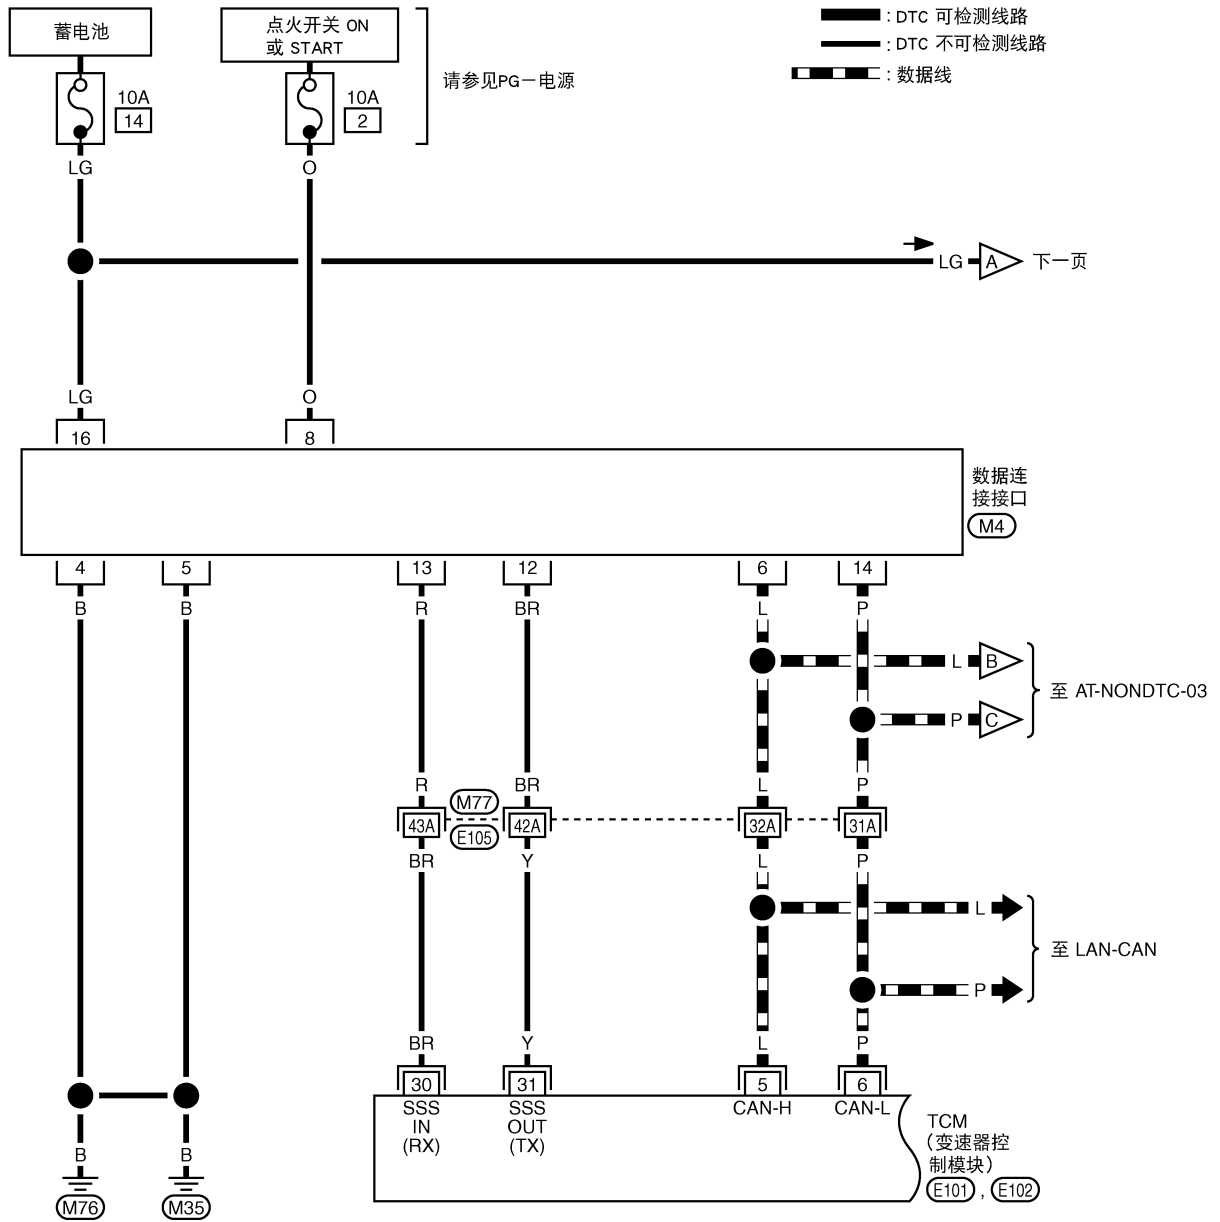 蓄电池
点火开关 ON
或 START
: DTC 可检测线路
: DTC 不可检测线路
: 数据线
请参见PG－电源
10A
14
10A
2
LG
O
LG
A
下一页
LG
O
16
8
数据连
接接口
M4
4
5
13
12
6
14
B
B
R
BR
L
P
L
B
至 AT-NONDTC-03
P
C
R
BR
L
P
M77
43A
42A
32A
31A
E105
BR
Y
L
P
L
至 LAN-CAN
P
BR
Y
L
P
30
31
5
6
SSS
IN
(RX)
SSS
OUT
(TX)
CAN-H
CAN-L
TCM
(变速器控
制模块)
E101 , E102
B
B
M76
M35